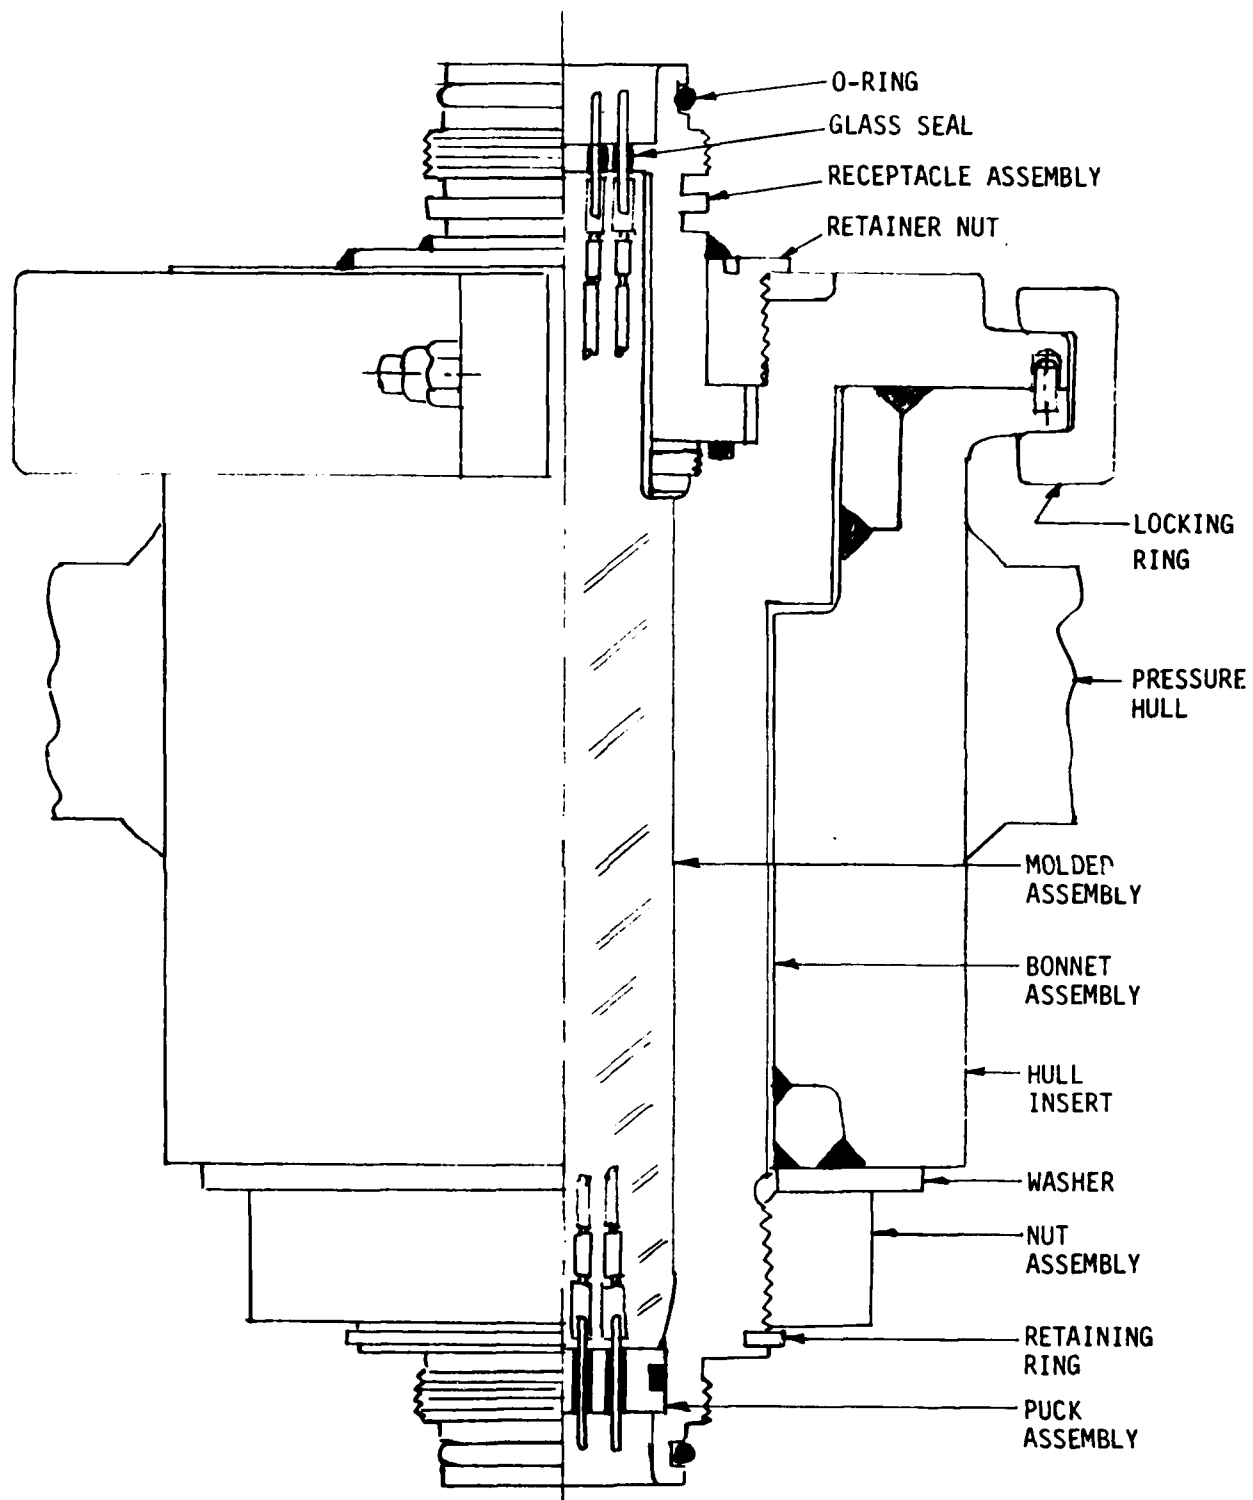 O-RING
GLASS SEAL
RECEPTACLE ASSEMBLY
RETAINER NUT
LOCKING
RING
PRESSURE
HULL
MOLDED
ASSEMBLY
BONNET
ASSEMBLY
HULL
INSERT
WASHER
NUT
ASSEMBLY
RETAINING
RING
PUCK
ASSEMBLY